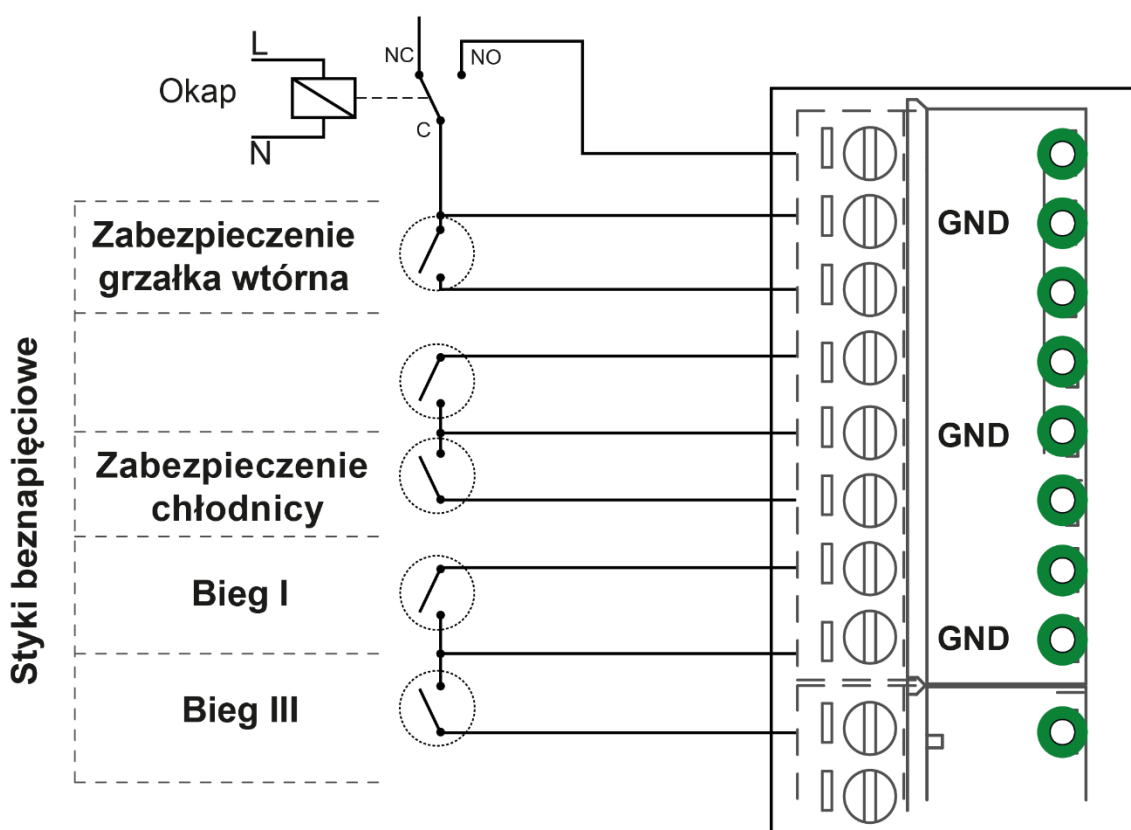 L
NC
NO
Okap
C
N
Styki beznapięciowe
Zabezpieczenie
grzałka wtórna
GND
GND
Zabezpieczenie
chłodnicy
Bieg I
GND
Bieg III